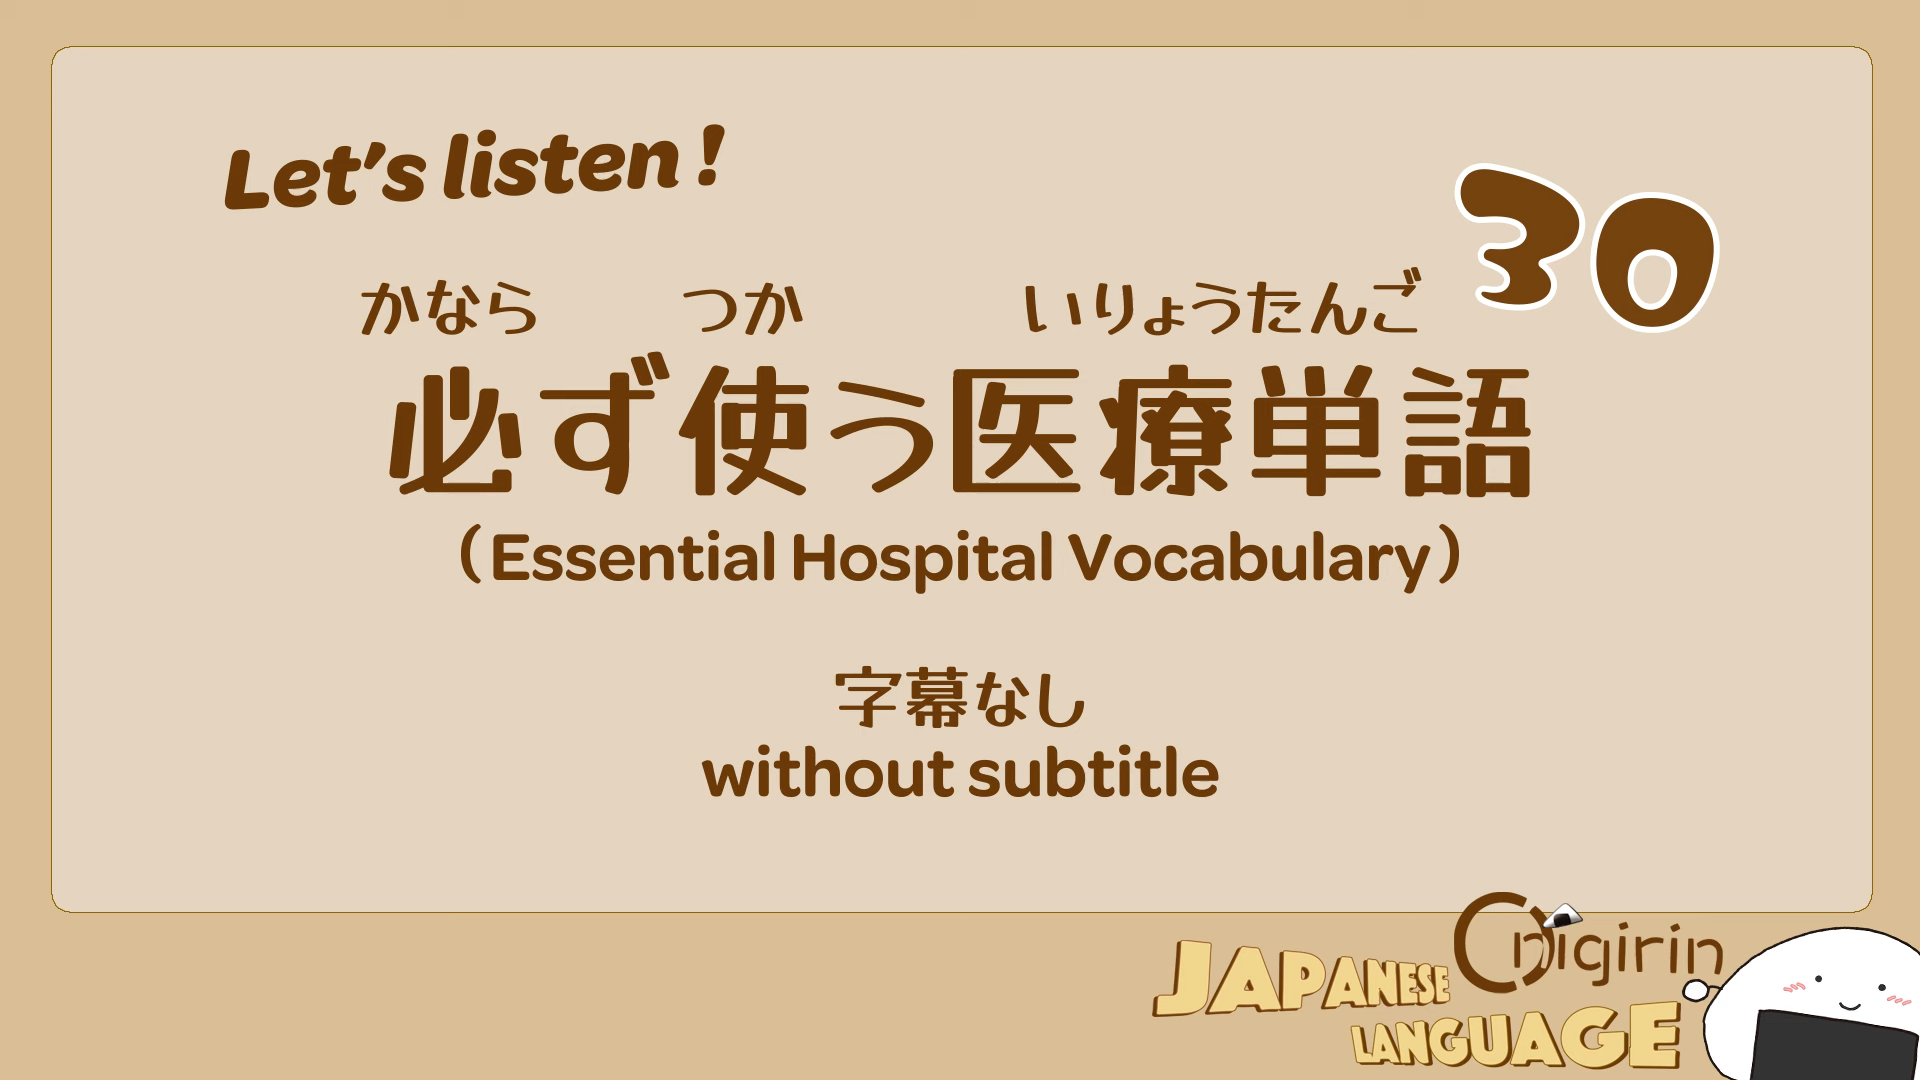 Let's listen!
30
かなら つか いりょうたんご
必ず使う医療単語
(Essential Hospital Vocabulary)
字幕なし
without subtitle
Onigirin
JAPANESE
LANGUAGE